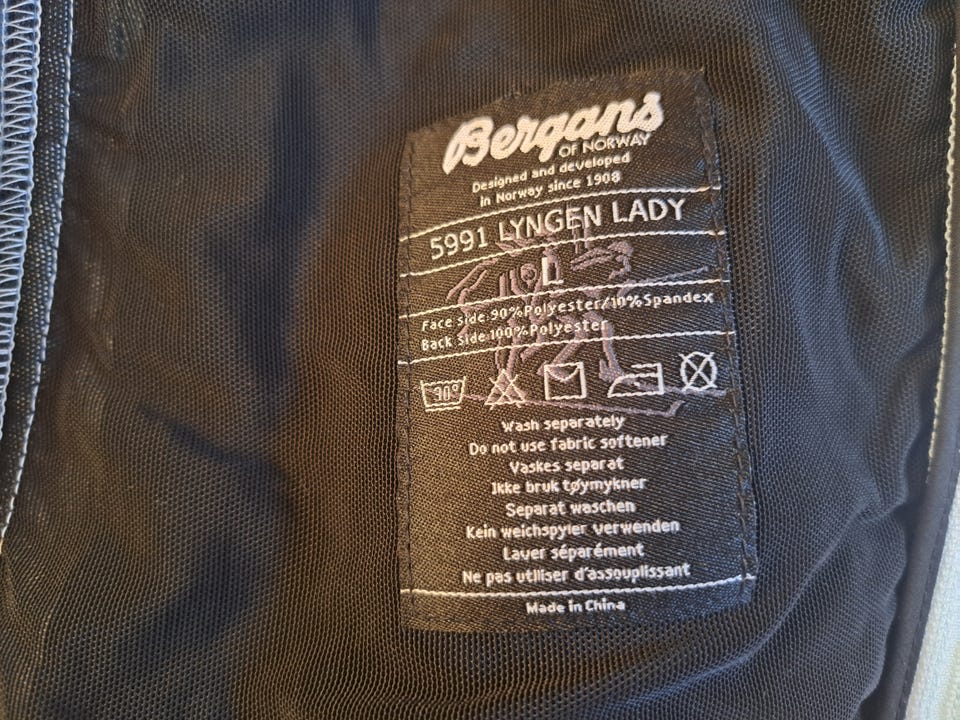 Bergans
OF NORWAY
Designed and developed
in Norway since 1908
5991 LYNGEN LADY
L
Face Side:90%Polyester/10%Spandex
Back Side:100%Polyester
30°
Wash separately
Do not use fabric softener
Vaskes separat
Ikke bruk tøymykner
Separat waschen
Kein weichspyler verwenden
Laver séparément
Ne pas utiliser d'assouplissant
Made in China